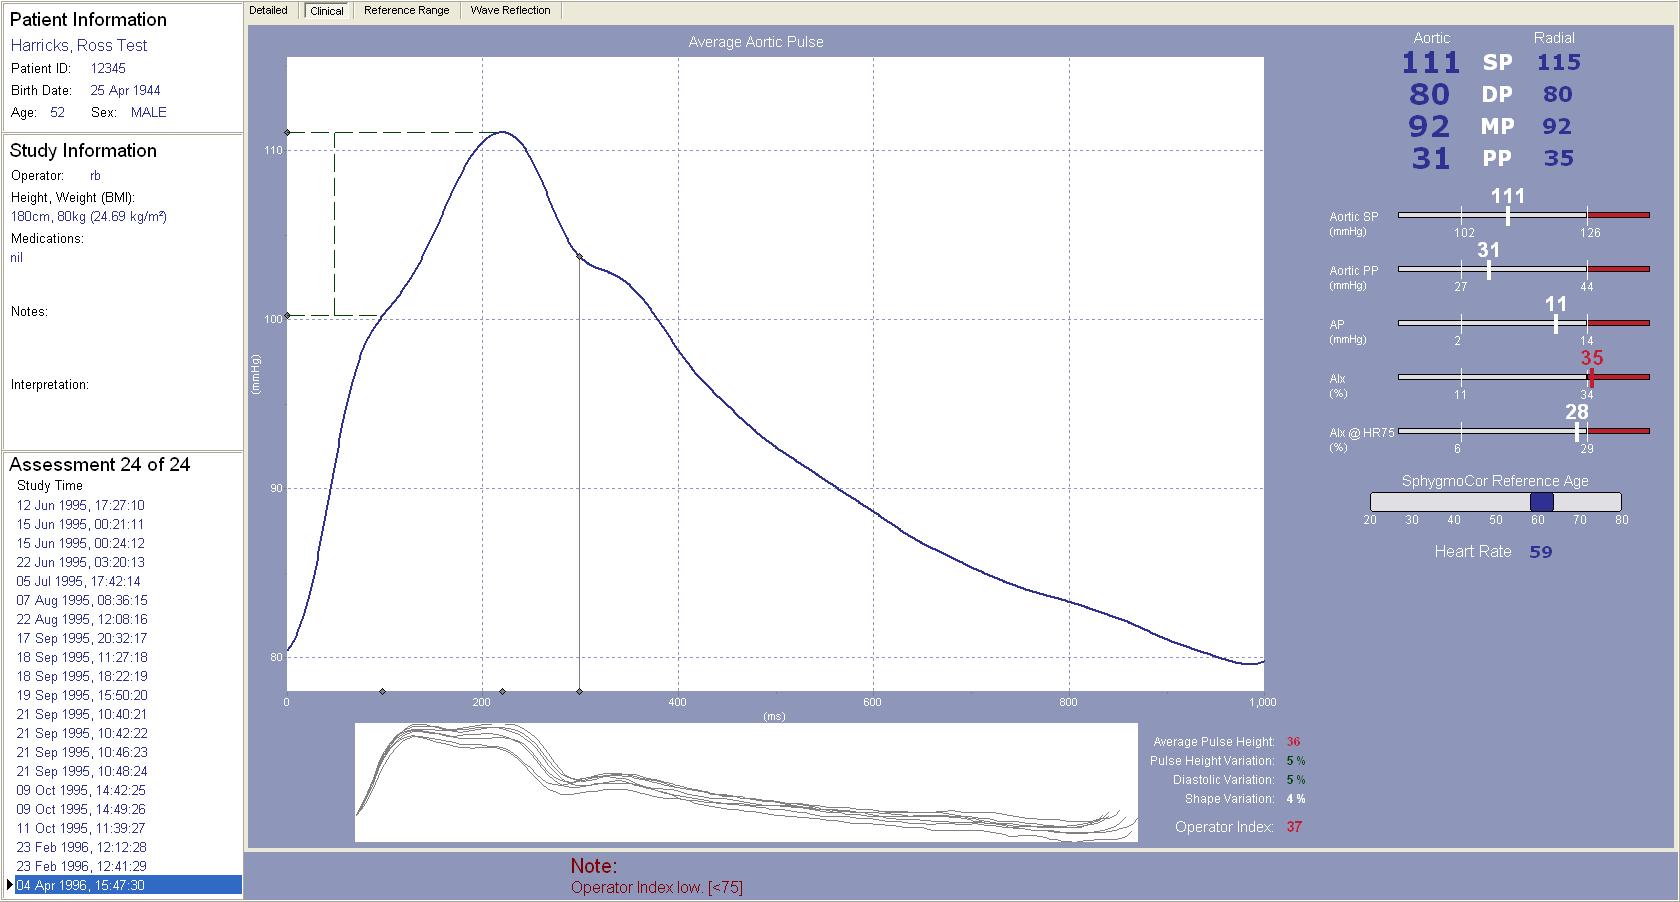 Patient Information
Harricks, Ross Test
Patient ID: 12345
Birth Date: 25 Apr 1944
Age: 52 Sex: MALE
Study Information
Operator: rb
Height, Weight (BMI):
180cm, 80kg (24.69 kg/m²)
Medications:
nil
Notes:
Interpretation:
Assessment 24 of 24
Study Time
12 Jun 1995, 17:27:10
15 Jun 1995, 00:21:11
15 Jun 1995, 00:24:12
22 Jun 1995, 03:20:13
05 Jul 1995, 17:42:14
07 Aug 1995, 08:36:15
22 Aug 1995, 12:08:16
17 Sep 1995, 20:32:17
18 Sep 1995, 11:27:18
18 Sep 1995, 18:22:19
19 Sep 1995, 15:50:20
21 Sep 1995, 10:40:21
21 Sep 1995, 10:42:22
21 Sep 1995, 10:46:23
21 Sep 1995, 10:48:24
09 Oct 1995, 14:42:25
09 Oct 1995, 14:49:26
11 Oct 1995, 11:39:27
23 Feb 1996, 12:12:28
23 Feb 1996, 12:41:29
04 Apr 1996, 15:47:30
Detailed Clinical Reference Range Wave Reflection
Average Aortic Pulse
110
100
(mmHg)
90
80
0 200 400 600 800 1,000
(ms)
Average Pulse Height: 36
Pulse Height Variation: 5 %
Diastolic Variation: 5 %
Shape Variation: 4 %
Operator Index: 37
Aortic Radial
111 SP 115
80 DP 80
92 MP 92
31 PP 35
111
Aortic SP
(mmHg) 102 126
31
Aortic PP
(mmHg) 27 44
11
AP
(mmHg) 2 14
35
AIx
(%) 11 34
28
AIx @ HR75
(%) 6 29
SphygmoCor Reference Age
20 30 40 50 60 70 80
Heart Rate 59
Note:
Operator Index low. [<75]